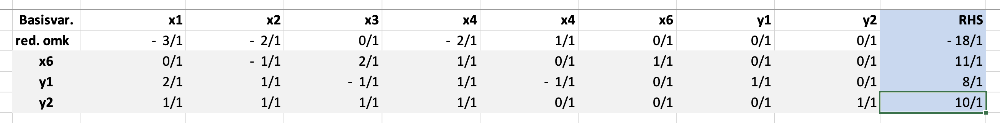 Basisvar. x1 x2 x3 x4 x4 x6 y1 y2 RHS
red. omk - 3/1 - 2/1 0/1 - 2/1 1/1 0/1 0/1 0/1 - 18/1
x6 0/1 - 1/1 2/1 1/1 0/1 1/1 0/1 0/1 11/1
y1 2/1 1/1 - 1/1 1/1 - 1/1 0/1 1/1 0/1 8/1
y2 1/1 1/1 1/1 1/1 0/1 0/1 0/1 1/1 10/1